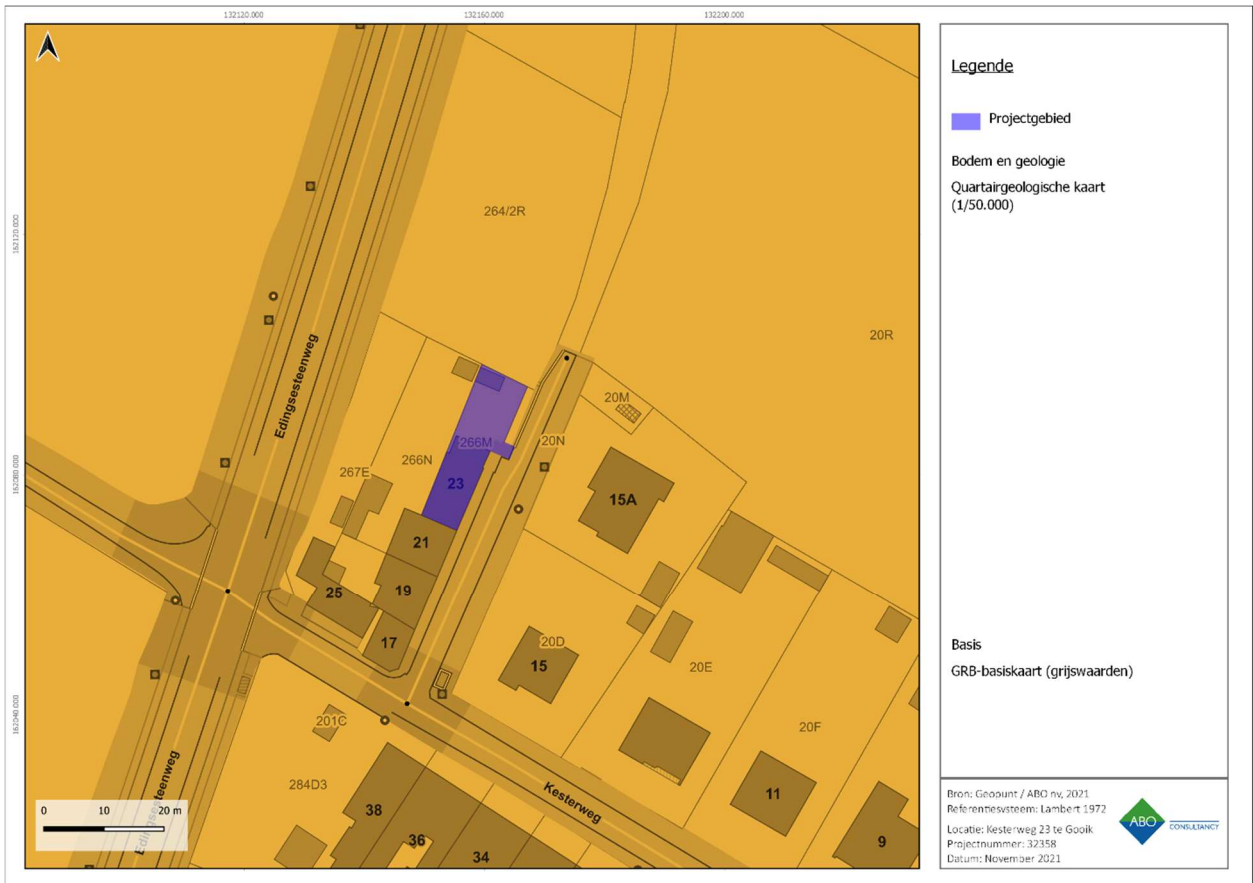 132120.000 132160.000 132200.000
162120.000
162080.000
162040.000
264/2R
20R
Edingsesteenweg
20M
266M
20N
266N
267E
23
15A
21
25
19
17
20D
15
20E
201C
20F
284D3
Kesterweg
11
38
36
34
9
Edingsesteenweg
0 10 20 m
Legende
Projectgebied
Bodem en geologie
Quartairgeologische kaart
(1/50.000)
Basis
GRB-basiskaart (grijswaarden)
Bron: Geopunt / ABO nv, 2021
Referentiesysteem: Lambert 1972
Locatie: Kesterweg 23 te Gooik
Projectnummer: 32358
Datum: November 2021
ABO CONSULTANCY